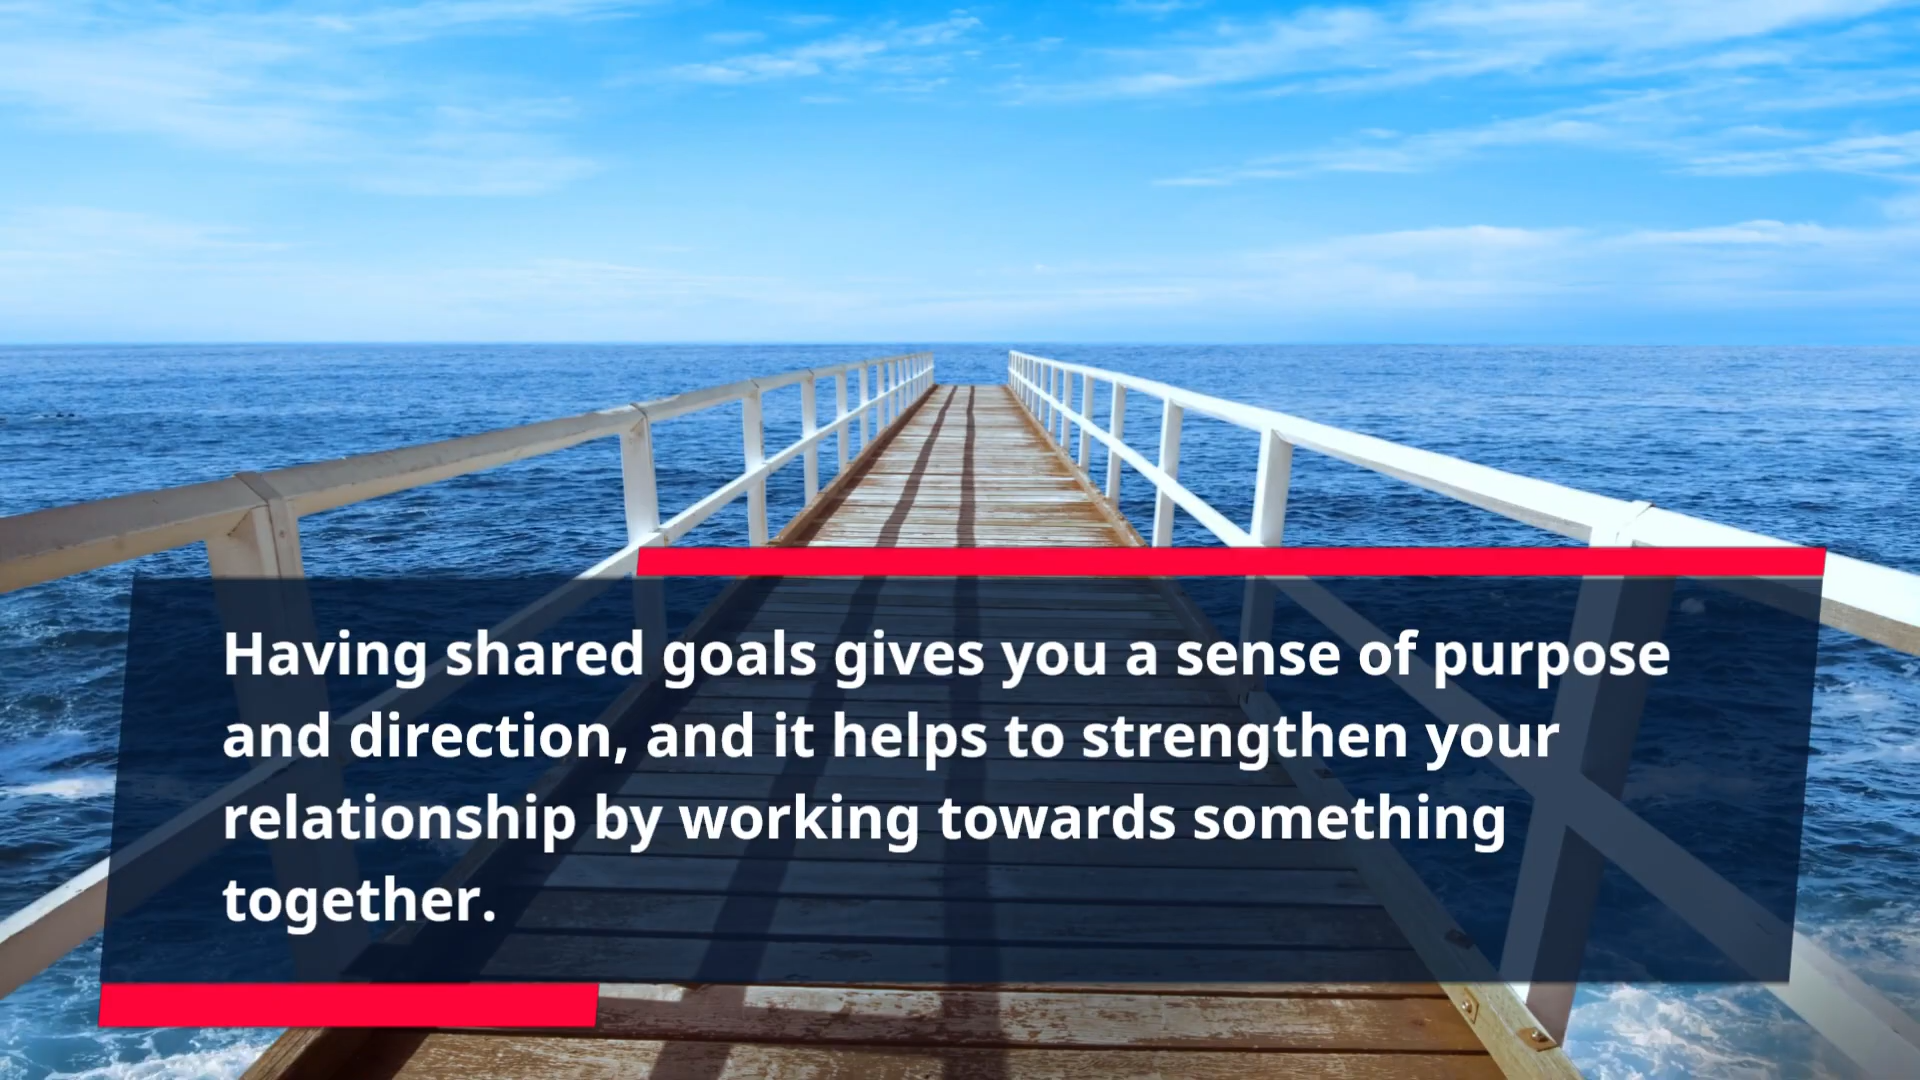 Having shared goals gives you a sense of purpose
and direction, and it helps to strengthen your
relationship by working towards something
together.